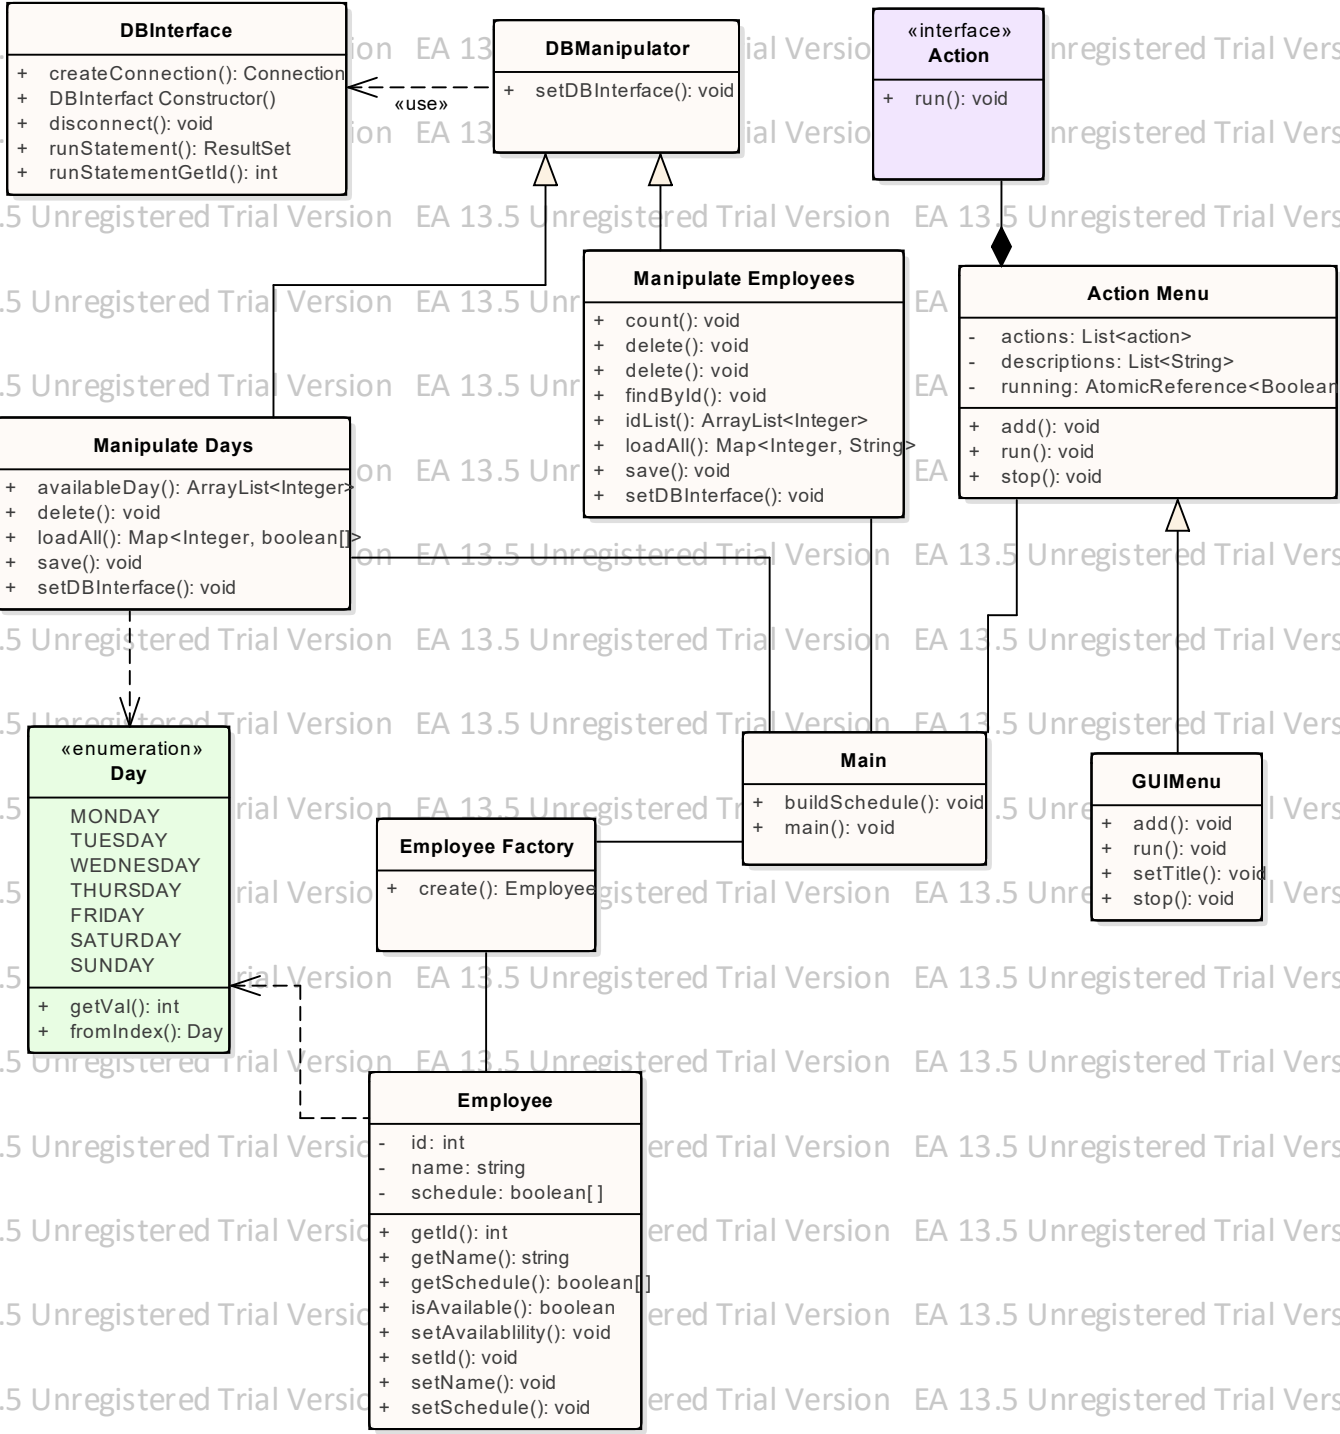 DBInterface
+ createConnection(): Connection
+ DBInterfact Constructor()
+ disconnect(): void
+ runStatement(): ResultSet
+ runStatementGetId(): int
«use»
DBManipulator
+ setDBInterface(): void
«interface»
Action
+ run(): void
Manipulate Employees
+ count(): void
+ delete(): void
+ delete(): void
+ findById(): void
+ idList(): ArrayList<Integer>
+ loadAll(): Map<Integer, String>
+ save(): void
+ setDBInterface(): void
Action Menu
- actions: List<action>
- descriptions: List<String>
- running: AtomicReference<Boolean
+ add(): void
+ run(): void
+ stop(): void
Manipulate Days
+ availableDay(): ArrayList<Integer>
+ delete(): void
+ loadAll(): Map<Integer, boolean[]>
+ save(): void
+ setDBInterface(): void
«enumeration»
Day
MONDAY
TUESDAY
WEDNESDAY
THURSDAY
FRIDAY
SATURDAY
SUNDAY
+ getVal(): int
+ fromIndex(): Day
Main
+ buildSchedule(): void
+ main(): void
GUIMenu
+ add(): void
+ run(): void
+ setTitle(): void
+ stop(): void
Employee Factory
+ create(): Employee
Employee
- id: int
- name: string
- schedule: boolean[ ]
+ getId(): int
+ getName(): string
+ getSchedule(): boolean[ ]
+ isAvailable(): boolean
+ setAvailablility(): void
+ setId(): void
+ setName(): void
+ setSchedule(): void
EA 13.5 Unregistered Trial Version